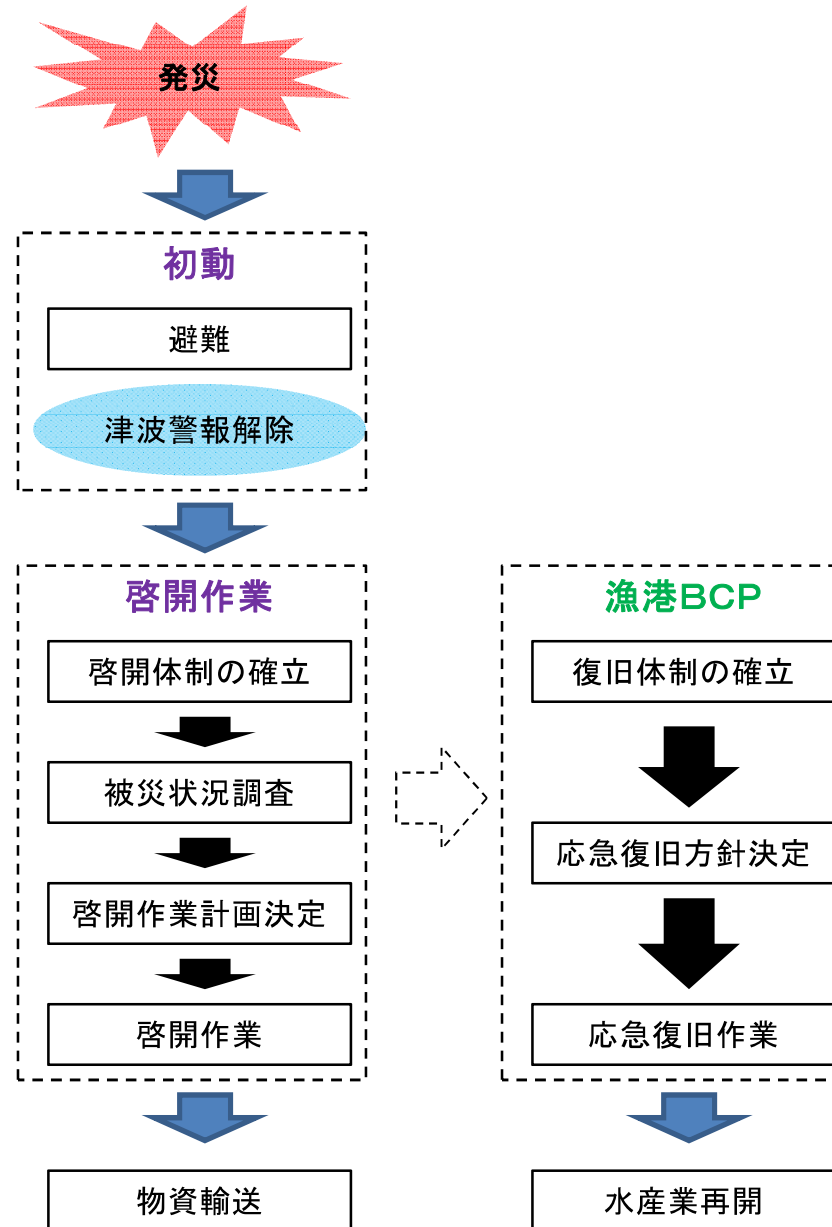 発災
初動
避難
津波警報解除
啓開作業
啓開体制の確立
被災状況調査
啓開作業計画決定
啓開作業
物資輸送
漁港BCP
復旧体制の確立
応急復旧方針決定
応急復旧作業
水産業再開